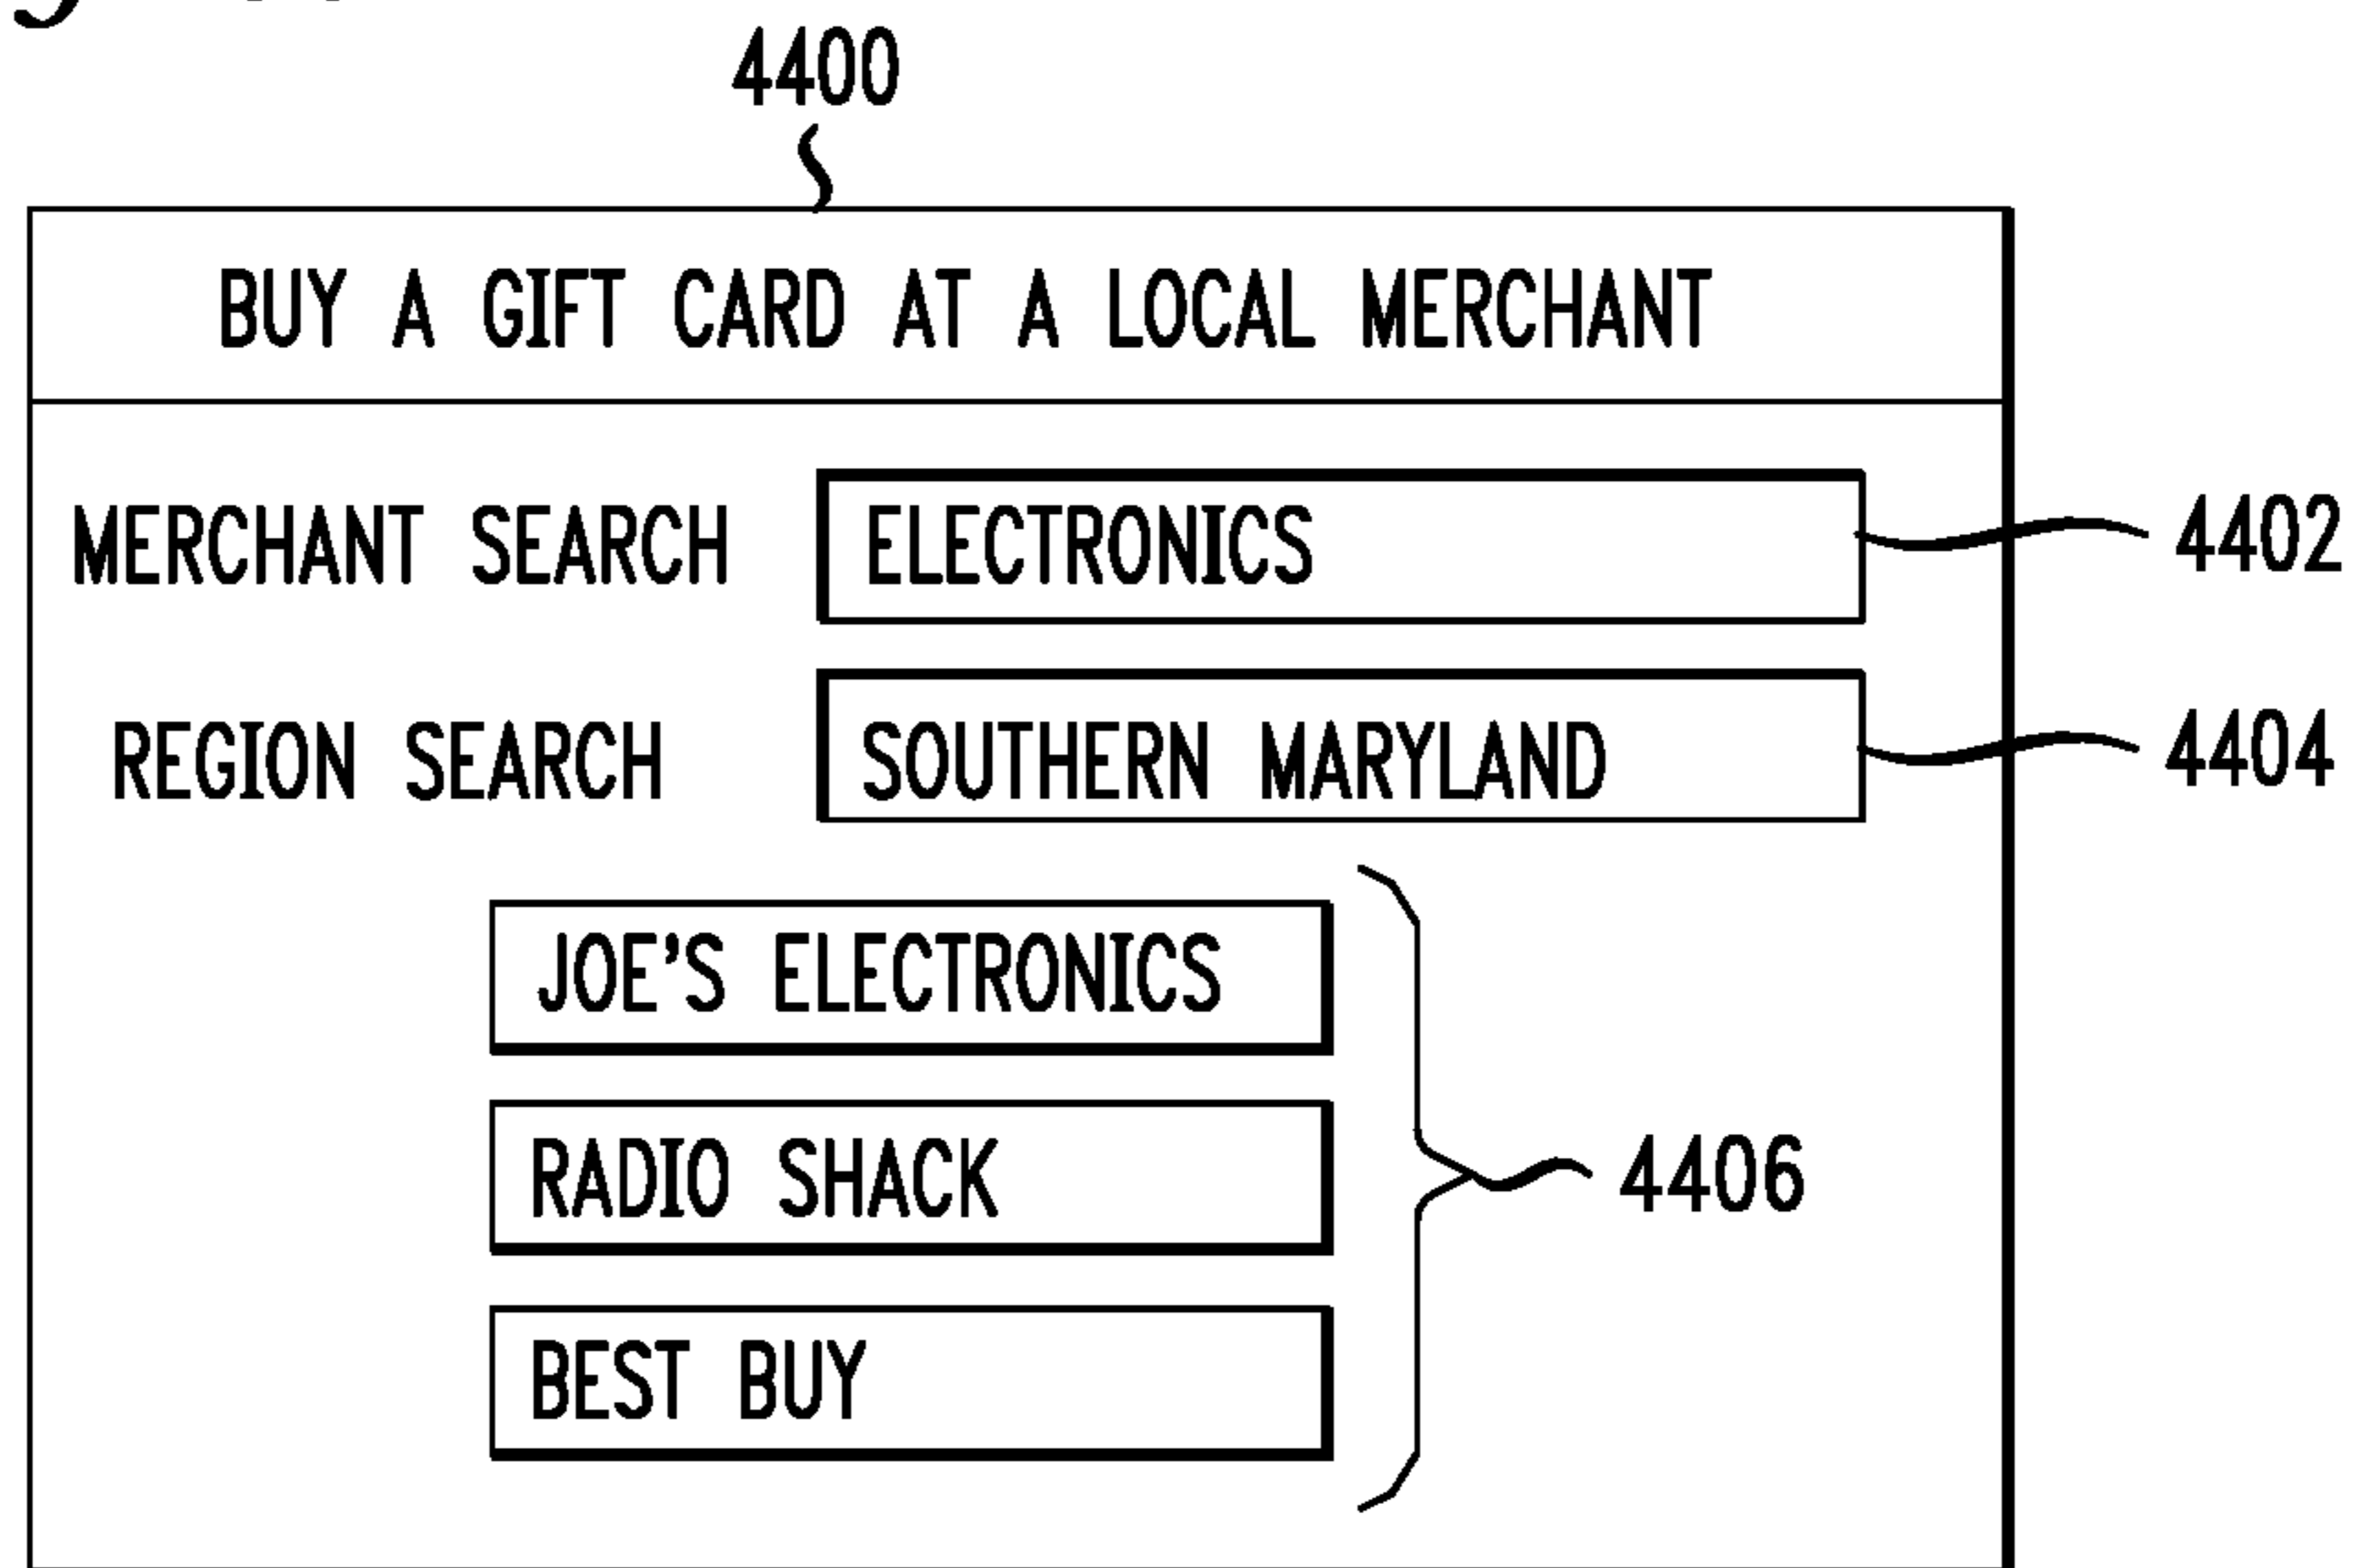 4400
BUY A GIFT CARD AT A LOCAL MERCHANT
MERCHANT SEARCH ELECTRONICS 4402
REGION SEARCH SOUTHERN MARYLAND 4404
JOE'S ELECTRONICS
RADIO SHACK 4406
BEST BUY